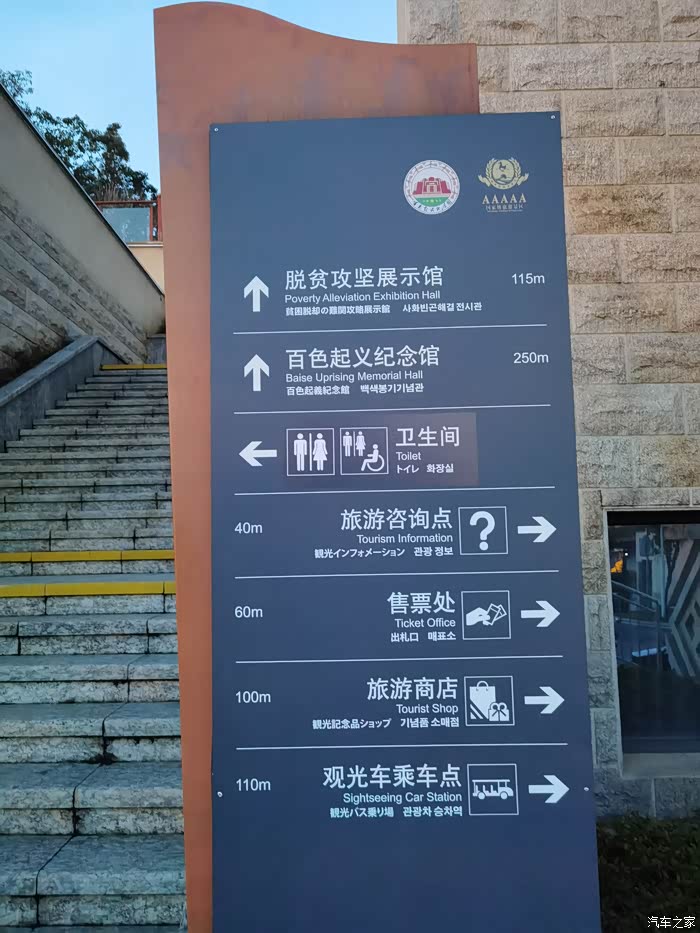 AAAAA
脱贫攻坚展示馆 115m
Poverty Alleviation Exhibition Hall
貧困脱却の難関攻略展示館 사화빈곤해결 전시관
百色起义纪念馆 250m
Baise Uprising Memorial Hall
百色起義紀念館 백색봉기기념관
卫生间
Toilet
トイレ 화장실
40m 旅游咨询点
Tourism Information
観光インフォメーション 관광 정보
60m 售票处
Ticket Office
出札口 매표소
100m 旅游商店
Tourist Shop
観光記念品ショップ 기념품 소매점
110m 观光车乘车点
Sightseeing Car Station
観光バス乗り場 관광차 승차역
汽车之家